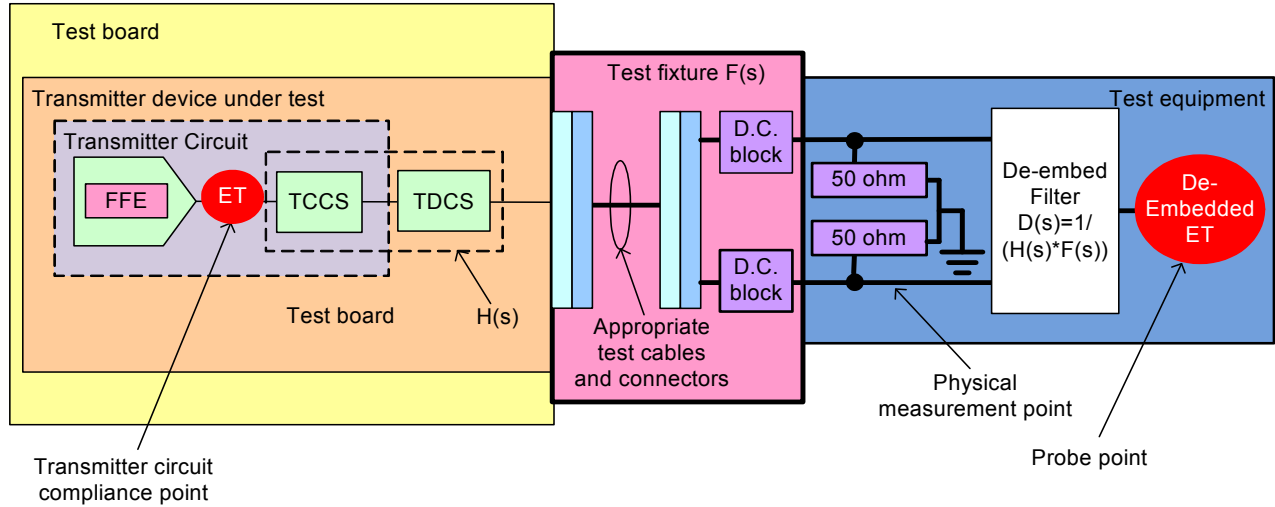 Test board
Transmitter device under test
Transmitter Circuit
FFE
ET
TCCS
TDCS
Test board
H(s)
Transmitter circuit
compliance point
Test fixture F(s)
D.C.
block
D.C.
block
Appropriate
test cables
and connectors
Test equipment
50 ohm
50 ohm
De-embed
Filter
D(s)=1/
(H(s)*F(s))
De-
Embedded
ET
Physical
measurement point
Probe point